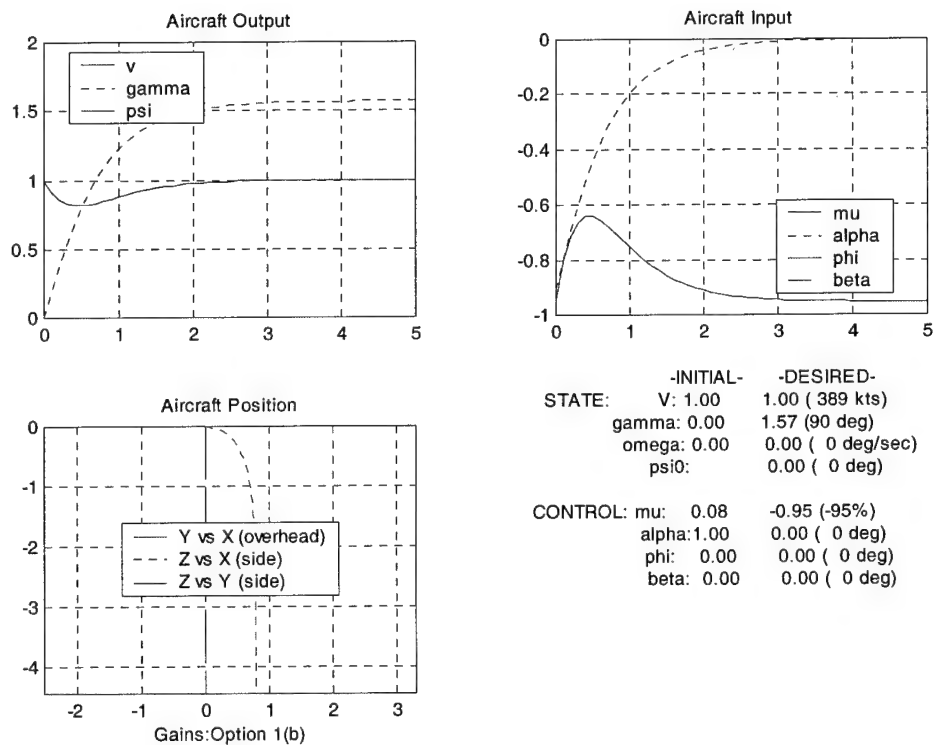 Aircraft Output
2
1.5
1
0.5
0
0 1 2 3 4 5
v
gamma
psi
Aircraft Input
0
-0.2
-0.4
-0.6
-0.8
-1
0 1 2 3 4 5
mu
alpha
phi
beta
Aircraft Position
0
-1
-2
-3
-4
-2 -1 0 1 2 3
Y vs X (overhead)
Z vs X (side)
Z vs Y (side)
Gains:Option 1(b)
-INITIAL- -DESIRED-
STATE: V: 1.00 1.00 ( 389 kts)
gamma: 0.00 1.57 (90 deg)
omega: 0.00 0.00 ( 0 deg/sec)
psi0: 0.00 ( 0 deg)
CONTROL: mu: 0.08 -0.95 (-95%)
alpha:1.00 0.00 ( 0 deg)
phi: 0.00 0.00 ( 0 deg)
beta: 0.00 0.00 ( 0 deg)